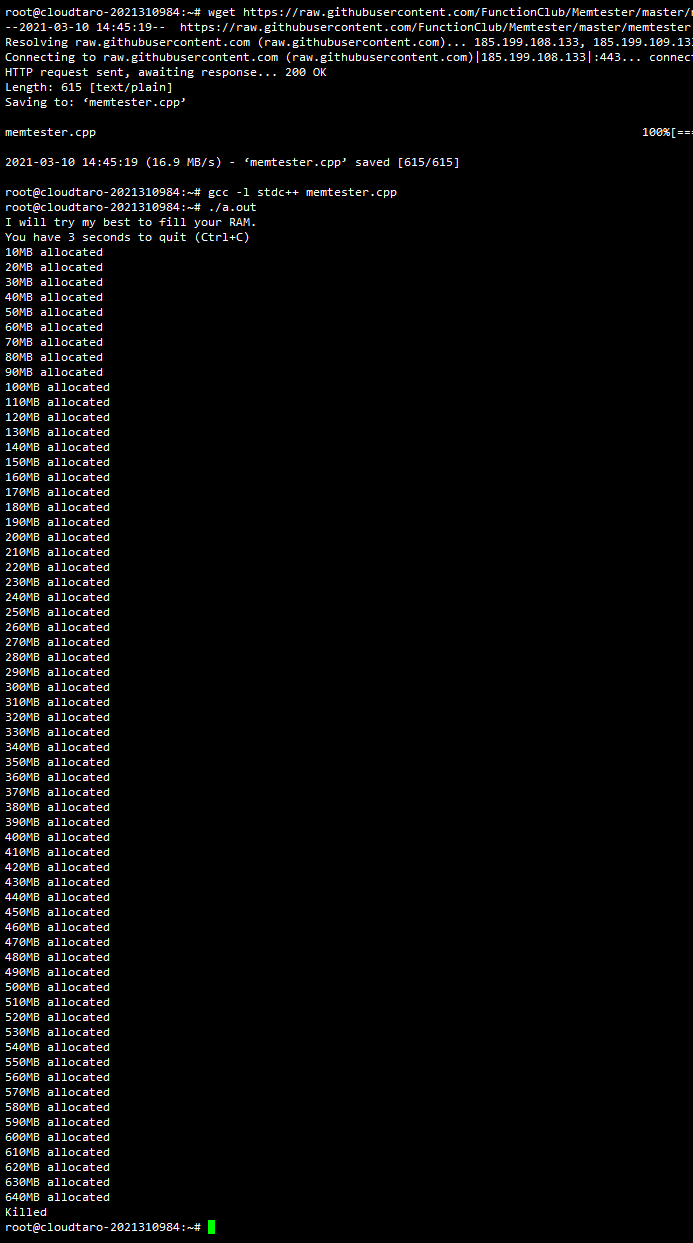 root@cloudtaro-2021310984:~# wget https://raw.githubusercontent.com/FunctionClub/Memtester/master/
--2021-03-10 14:45:19--  https://raw.githubusercontent.com/FunctionClub/Memtester/master/memtester
Resolving raw.githubusercontent.com (raw.githubusercontent.com)... 185.199.108.133, 185.199.109.13
Connecting to raw.githubusercontent.com (raw.githubusercontent.com)|185.199.108.133|:443... connect
HTTP request sent, awaiting response... 200 OK
Length: 615 [text/plain]
Saving to: ‘memtester.cpp’
memtester.cpp 100%[===
2021-03-10 14:45:19 (16.9 MB/s) - ‘memtester.cpp’ saved [615/615]
root@cloudtaro-2021310984:~# gcc -l stdc++ memtester.cpp
root@cloudtaro-2021310984:~# ./a.out
I will try my best to fill your RAM.
You have 3 seconds to quit (Ctrl+C)
10MB allocated
20MB allocated
30MB allocated
40MB allocated
50MB allocated
60MB allocated
70MB allocated
80MB allocated
90MB allocated
100MB allocated
110MB allocated
120MB allocated
130MB allocated
140MB allocated
150MB allocated
160MB allocated
170MB allocated
180MB allocated
190MB allocated
200MB allocated
210MB allocated
220MB allocated
230MB allocated
240MB allocated
250MB allocated
260MB allocated
270MB allocated
280MB allocated
290MB allocated
300MB allocated
310MB allocated
320MB allocated
330MB allocated
340MB allocated
350MB allocated
360MB allocated
370MB allocated
380MB allocated
390MB allocated
400MB allocated
410MB allocated
420MB allocated
430MB allocated
440MB allocated
450MB allocated
460MB allocated
470MB allocated
480MB allocated
490MB allocated
500MB allocated
510MB allocated
520MB allocated
530MB allocated
540MB allocated
550MB allocated
560MB allocated
570MB allocated
580MB allocated
590MB allocated
600MB allocated
610MB allocated
620MB allocated
630MB allocated
640MB allocated
Killed
root@cloudtaro-2021310984:~#